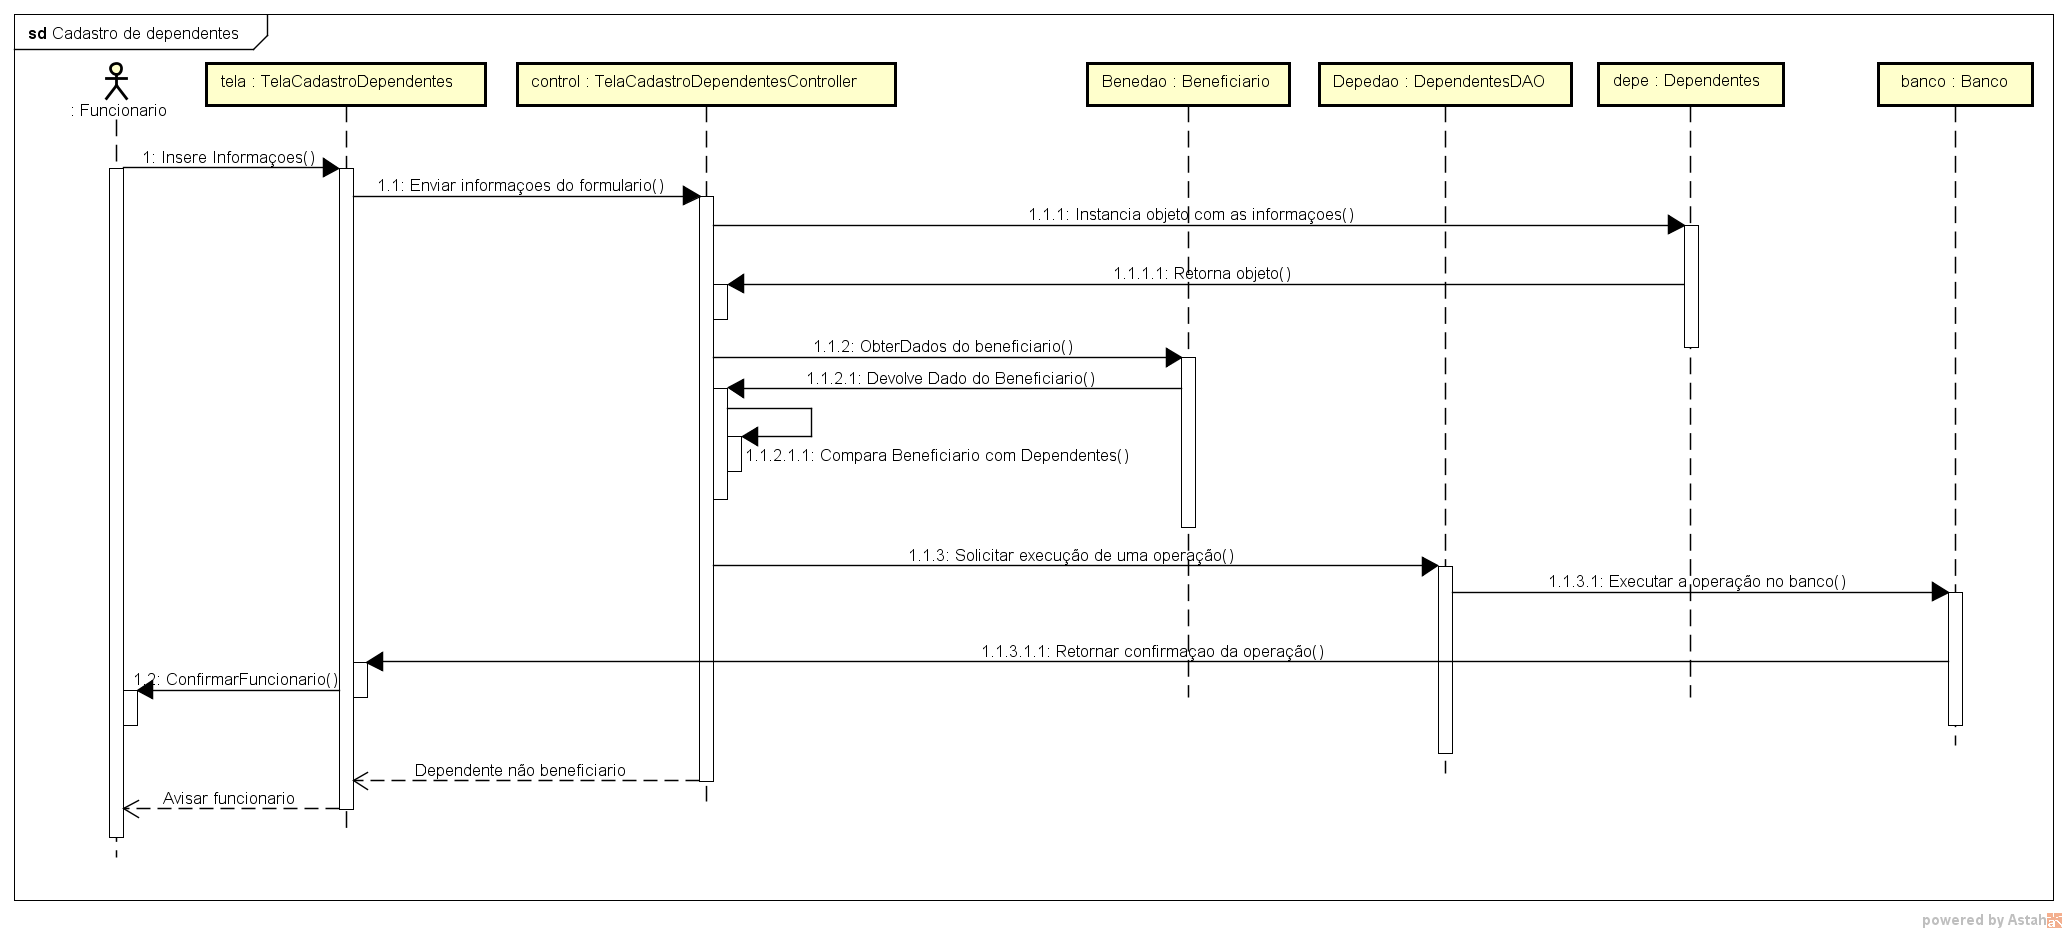 sd Cadastro de dependentes
: Funcionario
tela : TelaCadastroDependentes
control : TelaCadastroDependentesController
Benedao : Beneficiario
Depedao : DependentesDAO
depe : Dependentes
banco : Banco
1: Insere Informaçoes()
1.1: Enviar informaçoes do formulario()
1.1.1: Instancia objeto com as informaçoes()
1.1.1.1: Retorna objeto()
1.1.2: ObterDados do beneficiario()
1.1.2.1: Devolve Dado do Beneficiario()
1.1.2.1.1: Compara Beneficiario com Dependentes()
1.1.3: Solicitar execução de uma operação()
1.1.3.1: Executar a operação no banco()
1.1.3.1.1: Retornar confirmaçao da operação()
1.2: ConfirmarFuncionario()
Dependente não beneficiario
Avisar funcionario
powered by Astah